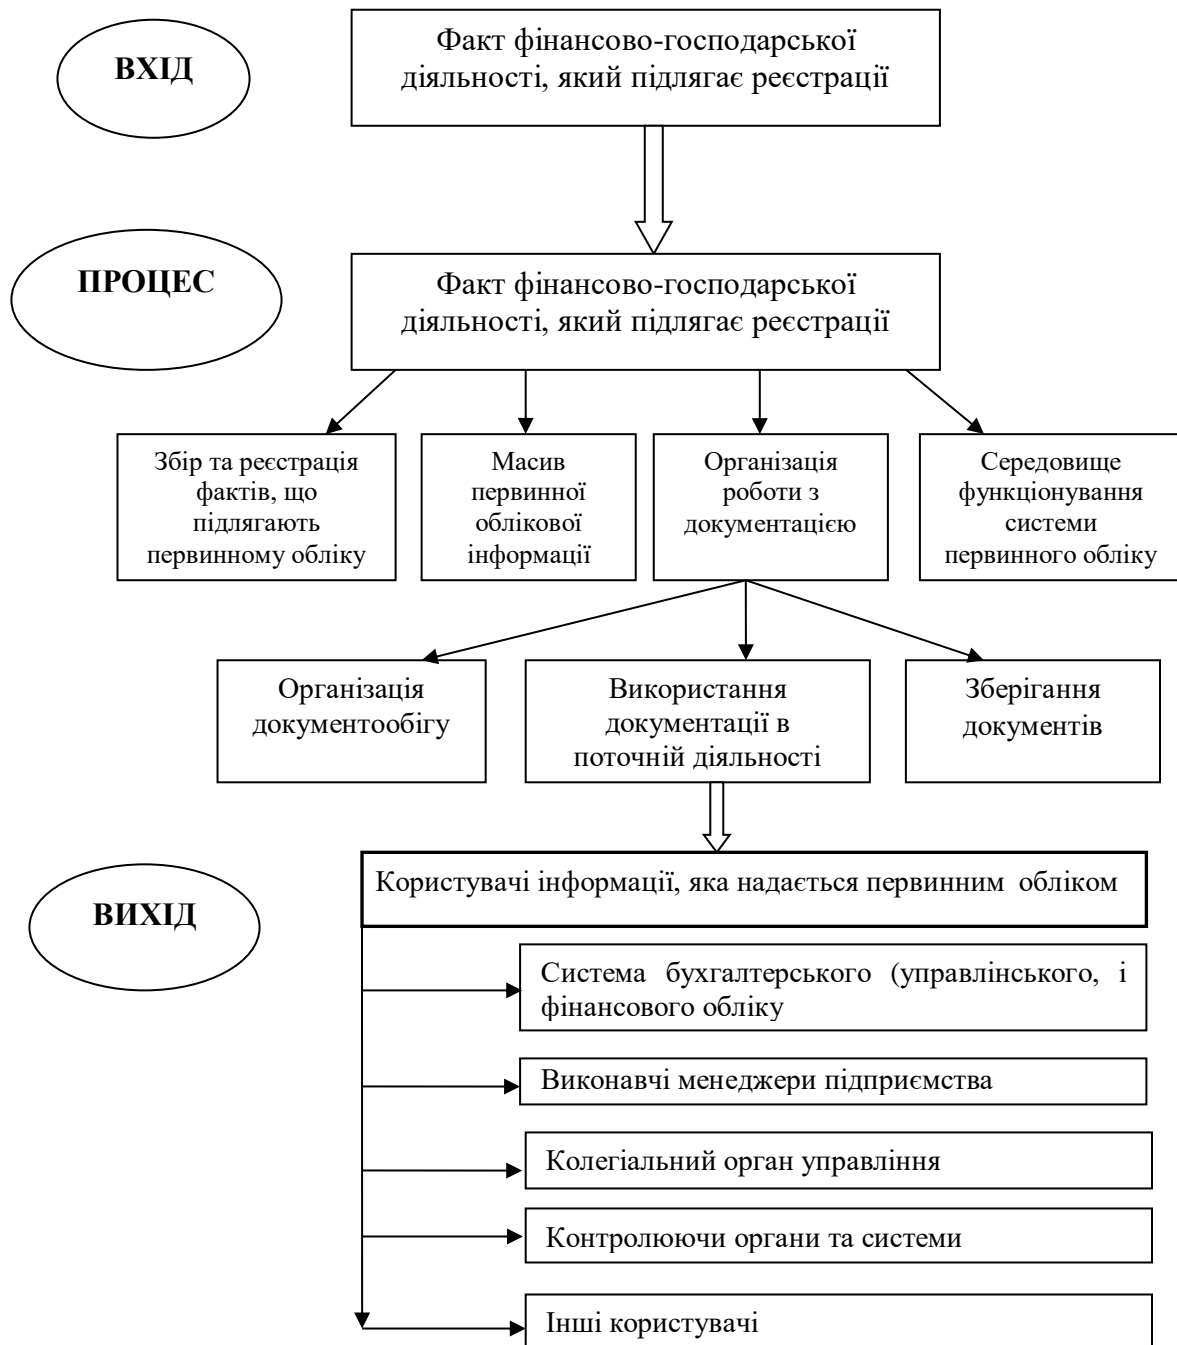 ВХІД
Факт фінансово-господарської
діяльності, який підлягає реєстрації
ПРОЦЕС
Факт фінансово-господарської
діяльності, який підлягає реєстрації
Збір та реєстрація
фактів, що
підлягають
первинному обліку
Масив
первинної
облікової
інформації
Організація
роботи з
документацією
Середовище
функціонування
системи
первинного обліку
Організація
документообігу
Використання
документації в
поточній діяльності
Зберігання
документів
ВИХІД
Користувачі інформації, яка надається первинним обліком
Система бухгалтерського (управлінського, і
фінансового обліку
Виконавчі менеджери підприємства
Колегіальний орган управління
Контролюючи органи та системи
Інші користувачі